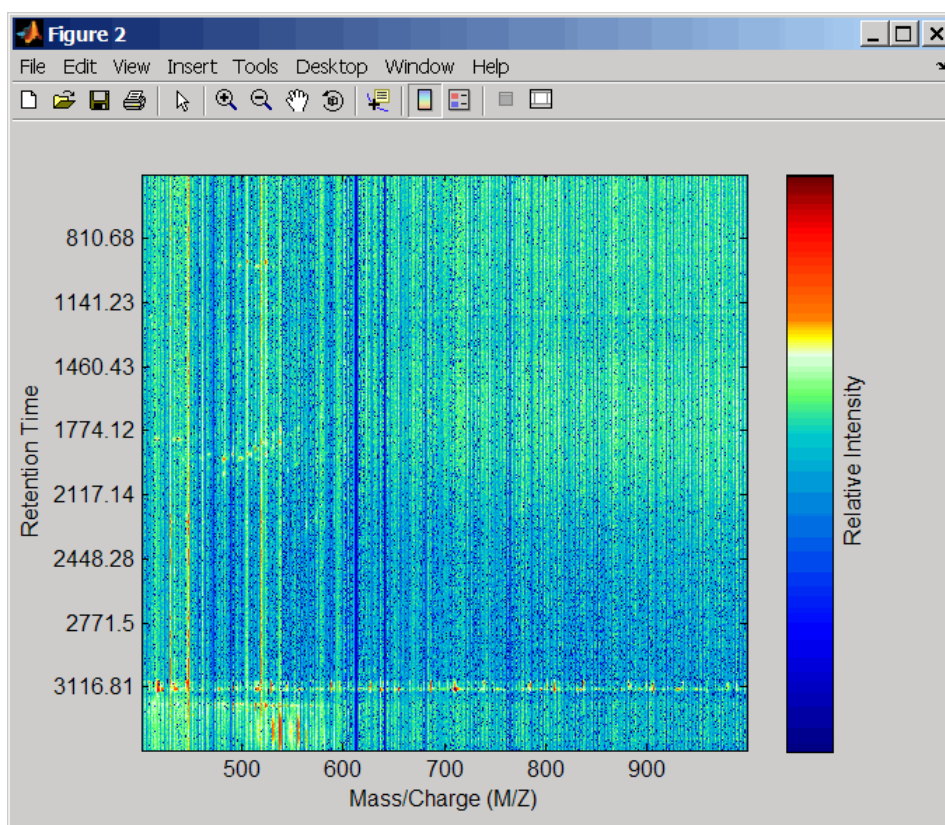 Figure 2
File Edit View Insert Tools Desktop Window Help
810.68
1141.23
1460.43
1774.12
2117.14
2448.28
2771.5
3116.81
Retention Time
500 600 700 800 900
Mass/Charge (M/Z)
Relative Intensity